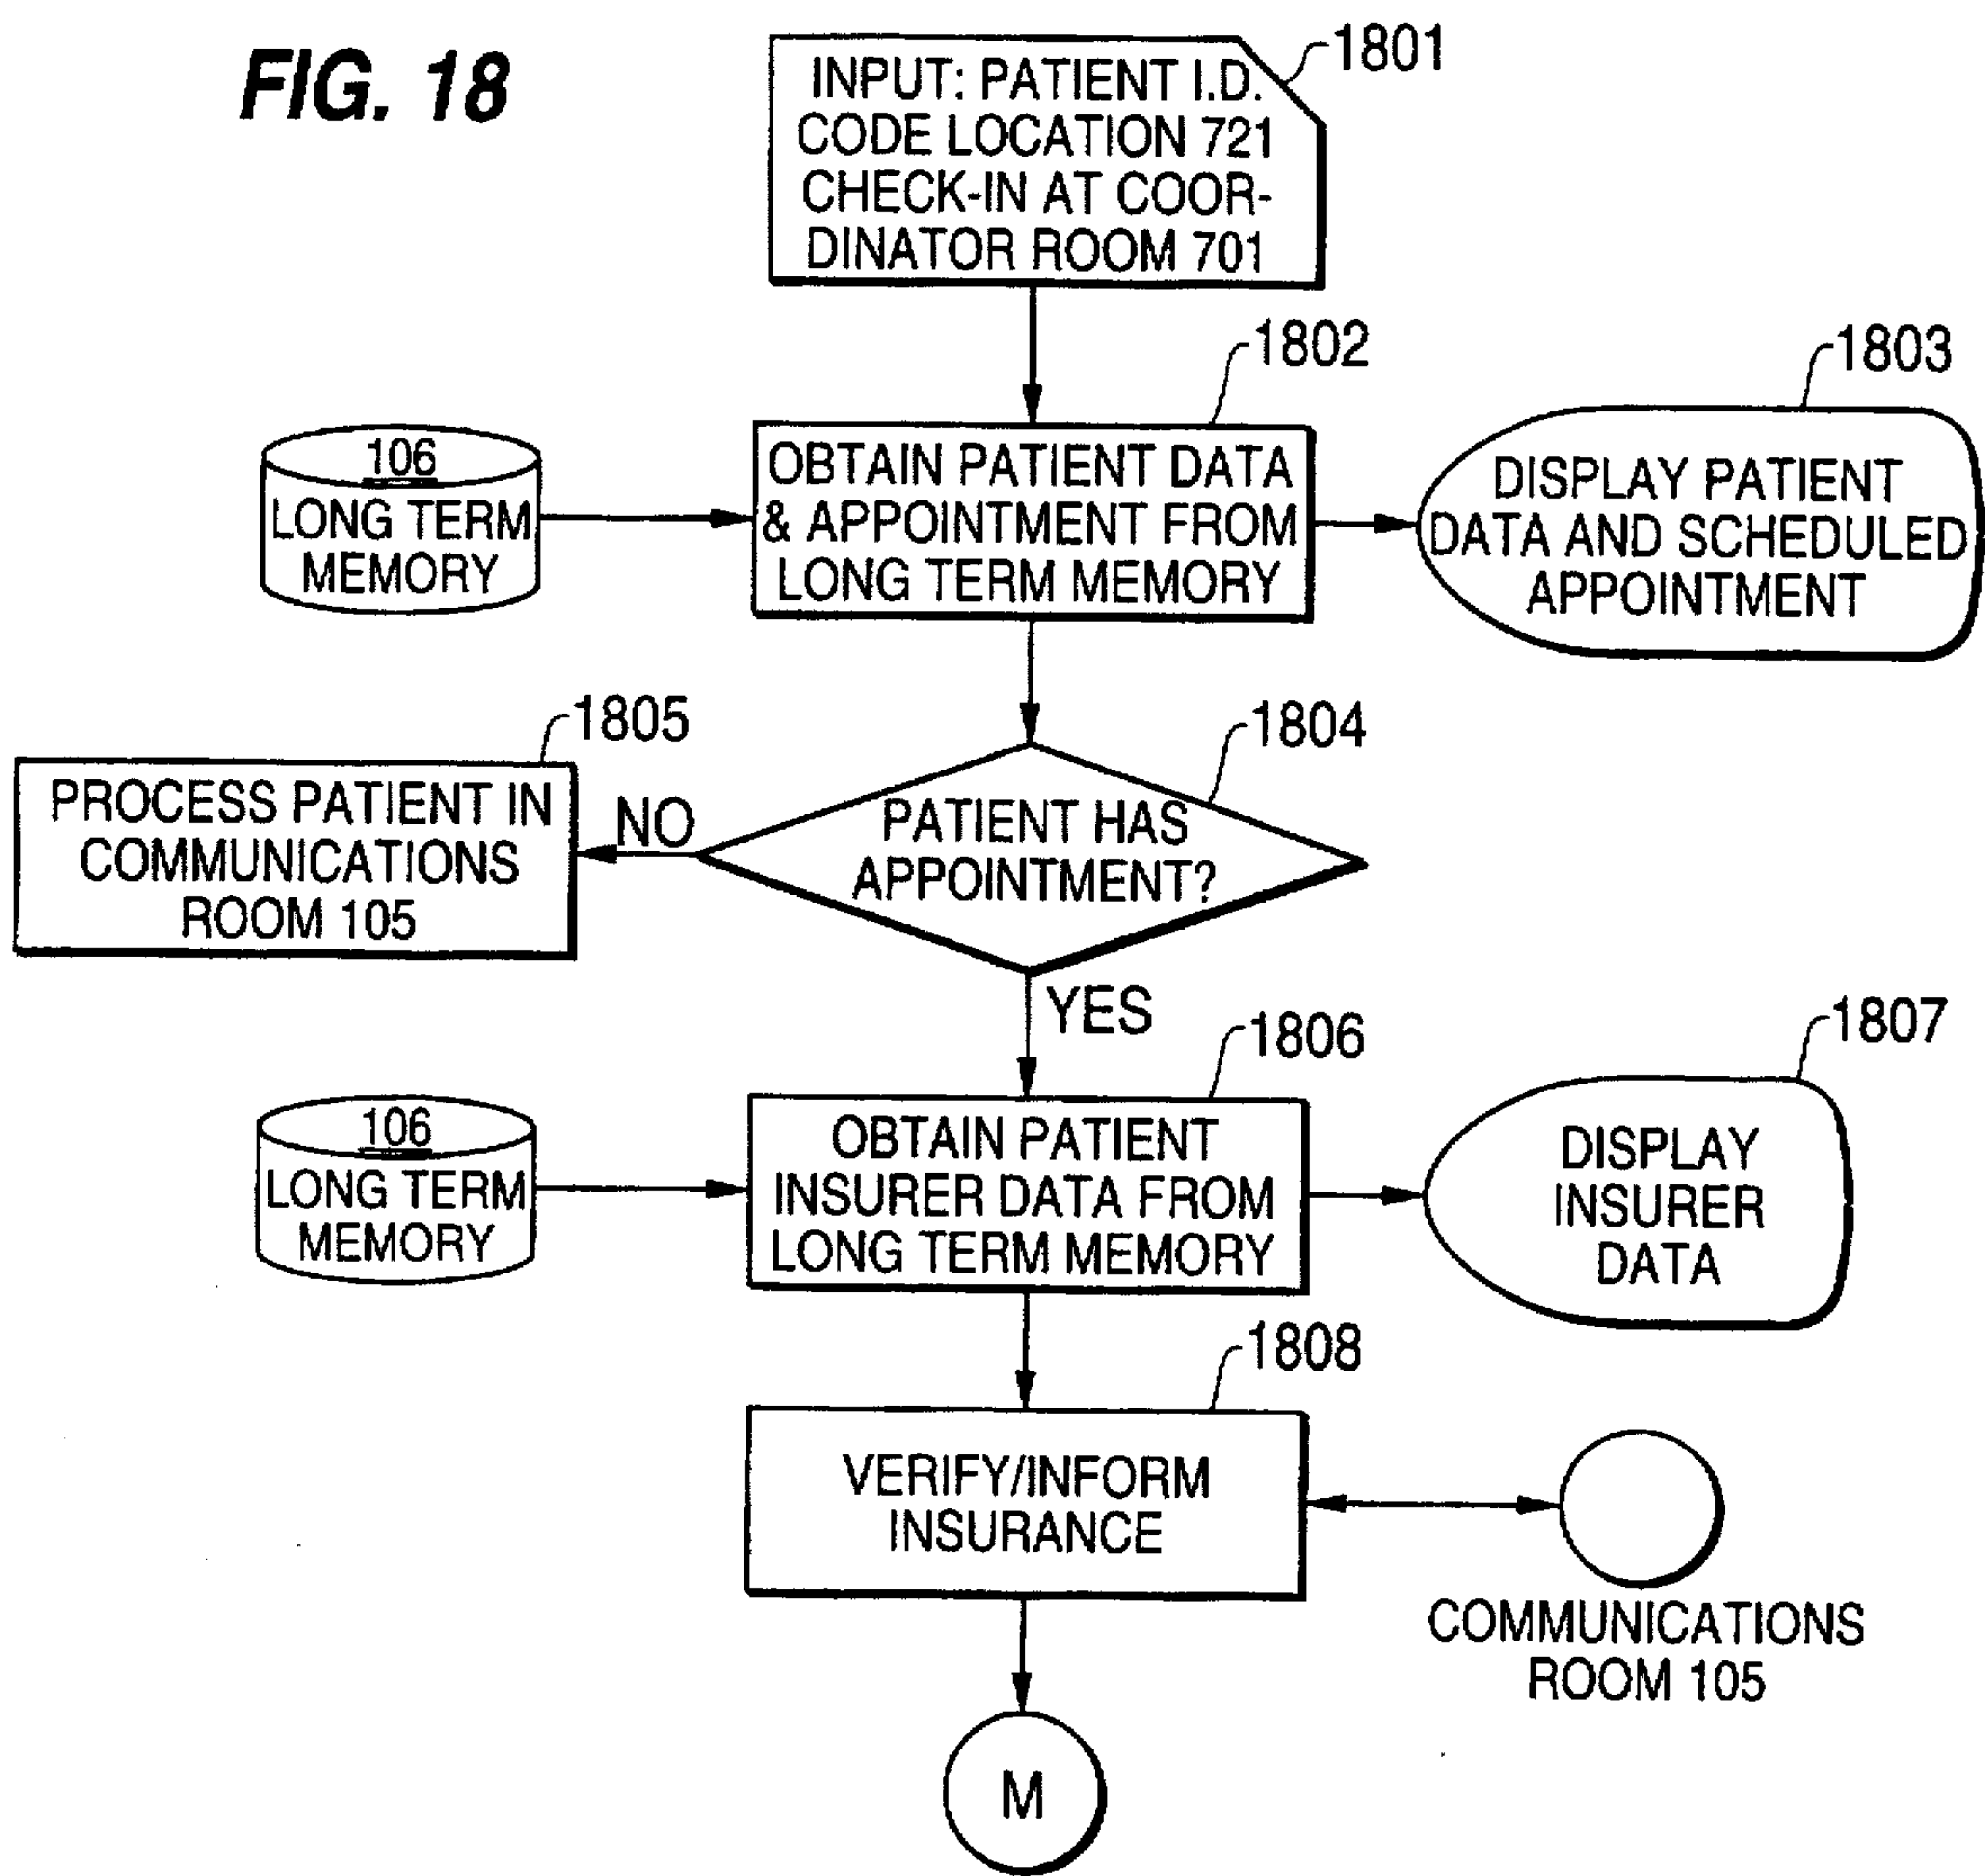 FIG. 18
1801
INPUT: PATIENT I.D.
CODE LOCATION 721
CHECK-IN AT COOR-
DINATOR ROOM 701
1802
1803
106
LONG TERM
MEMORY
OBTAIN PATIENT DATA
& APPOINTMENT FROM
LONG TERM MEMORY
DISPLAY PATIENT
DATA AND SCHEDULED
APPOINTMENT
1805
1804
PROCESS PATIENT IN
COMMUNICATIONS
ROOM 105
NO
PATIENT HAS
APPOINTMENT?
YES
1806
1807
106
LONG TERM
MEMORY
OBTAIN PATIENT
INSURER DATA FROM
LONG TERM MEMORY
DISPLAY
INSURER
DATA
1808
VERIFY/INFORM
INSURANCE
COMMUNICATIONS
ROOM 105
M